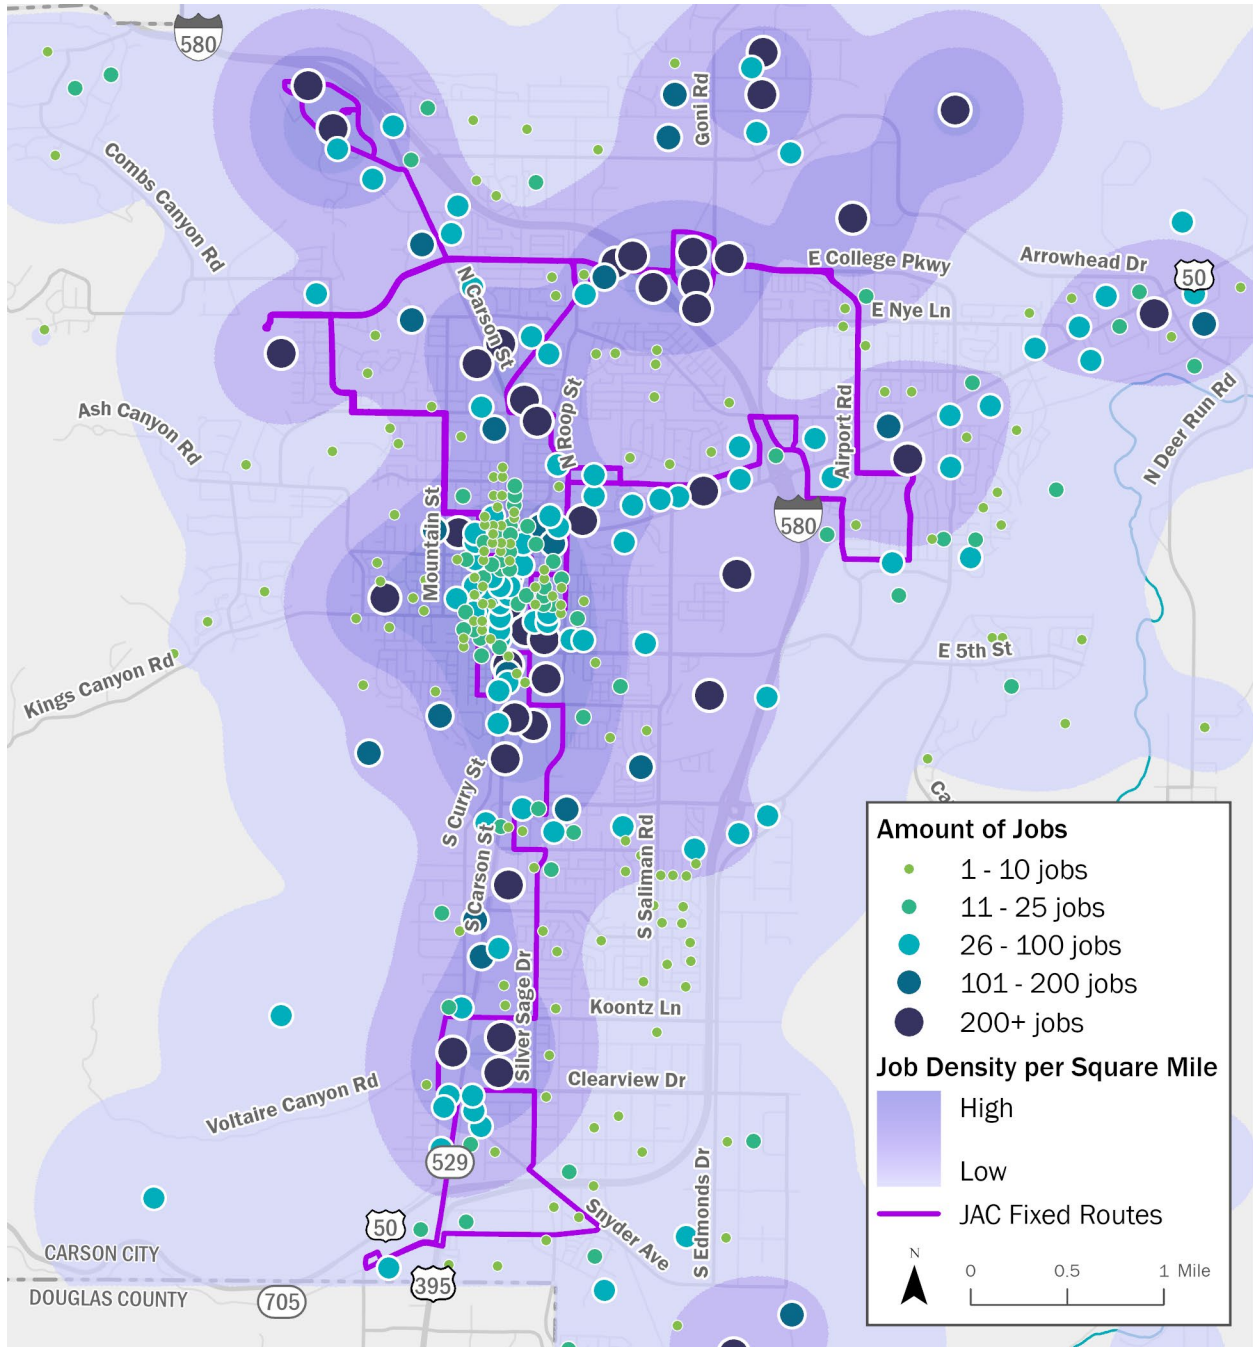 580
Goni Rd
Combs Canyon Rd
E College Pkwy
Arrowhead Dr
50
N Carson St
E Nye Ln
Ash Canyon Rd
N Roop St
Airport Rd
N Deer Run Rd
Mountain St
580
E 5th St
Kings Canyon Rd
S Curry St
Ca
S Carson St
S Saliman Rd
Silver Sage Dr
Koontz Ln
Clearview Dr
Voltaire Canyon Rd
529
S Edmonds Dr
Snyder Ave
50
CARSON CITY
395
DOUGLAS COUNTY
705
Amount of Jobs
1 - 10 jobs
11 - 25 jobs
26 - 100 jobs
101 - 200 jobs
200+ jobs
Job Density per Square Mile
High
Low
JAC Fixed Routes
N
0 0.5 1 Mile